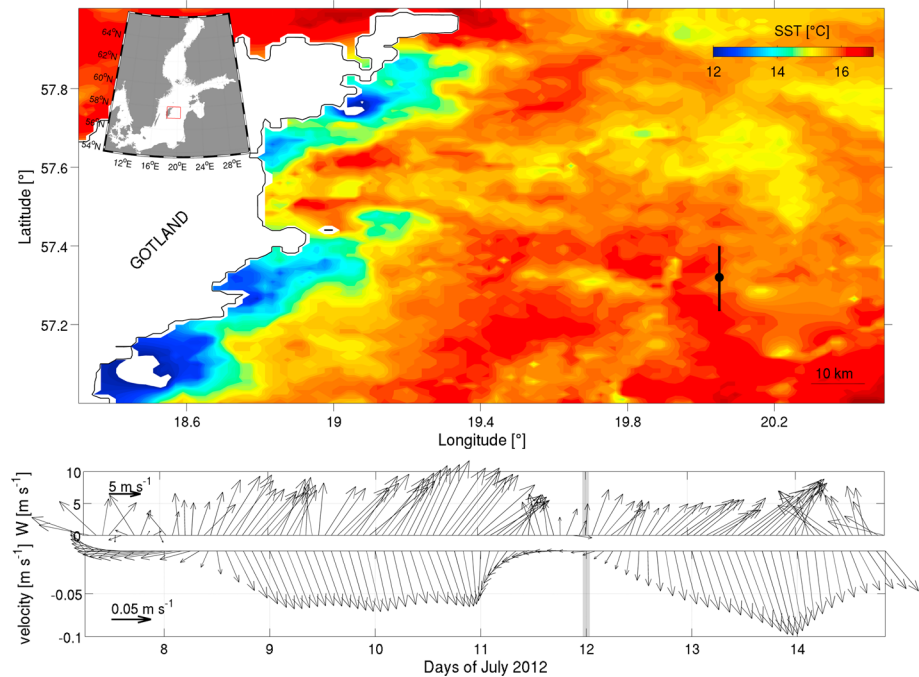 SST [°C]
12 14 16
64°N
62°N
60°N
58°N
56°N
54°N
12°E 16°E 20°E 24°E 28°E
57.8
57.6
57.4
57.2
Latitude [°]
GOTLAND
10 km
18.6 19 19.4 19.8 20.2
Longitude [°]
10
5
0
W [m s-1]
5 m s-1
velocity [m s-1]
-0.05
-0.1
0.05 m s-1
8 9 10 11 12 13 14
Days of July 2012